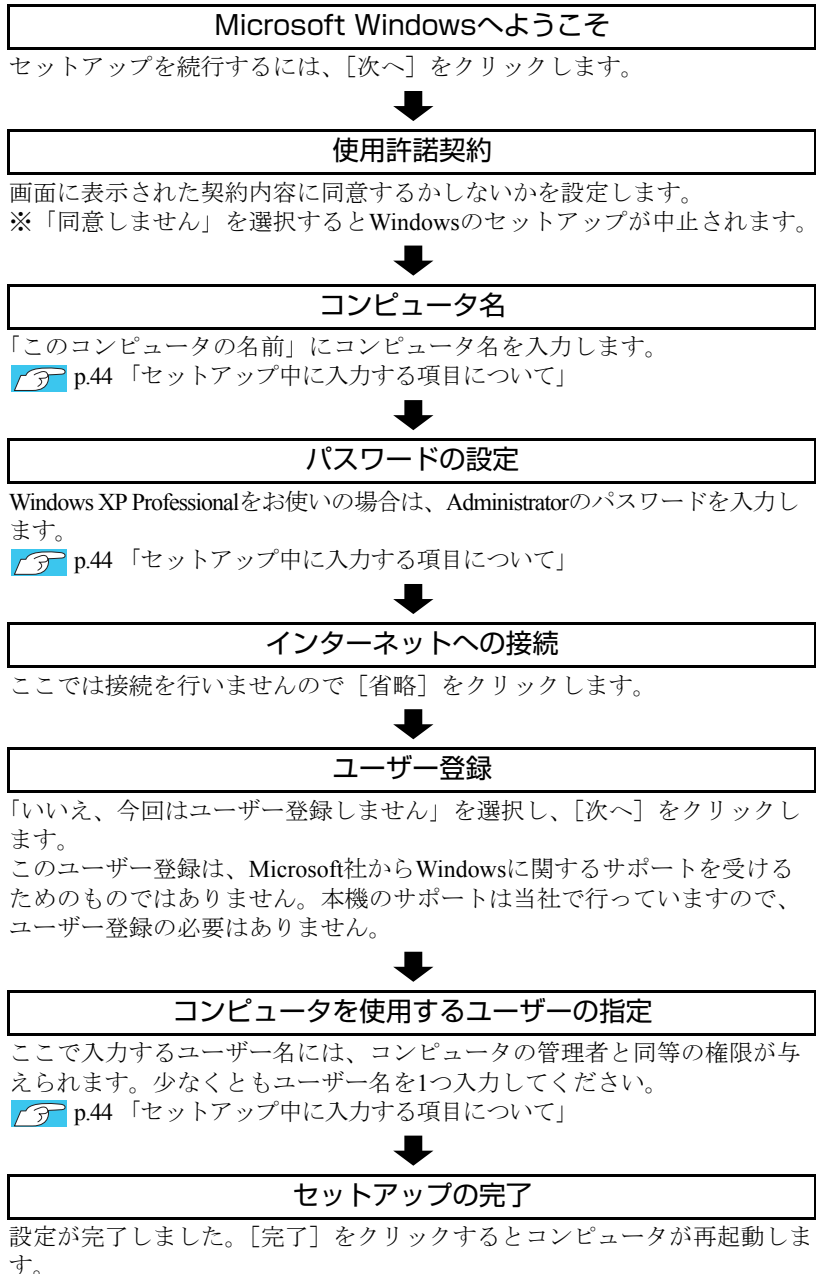 Microsoft Windowsへようこそ
セットアップを続行するには、［次へ］をクリックします。
使用許諾契約
画面に表示された契約内容に同意するかしないかを設定します。
※「同意しません」を選択するとWindowsのセットアップが中止されます。
コンピュータ名
「このコンピュータの名前」にコンピュータ名を入力します。
p.44 「セットアップ中に入力する項目について」
パスワードの設定
Windows XP Professionalをお使いの場合は、Administratorのパスワードを入力し
ます。
p.44 「セットアップ中に入力する項目について」
インターネットへの接続
ここでは接続を行いませんので［省略］をクリックします。
ユーザー登録
「いいえ、今回はユーザー登録しません」を選択し、［次へ］をクリックし
ます。
このユーザー登録は、Microsoft社からWindowsに関するサポートを受ける
ためのものではありません。本機のサポートは当社で行っていますので、
ユーザー登録の必要はありません。
コンピュータを使用するユーザーの指定
ここで入力するユーザー名には、コンピュータの管理者と同等の権限が与
えられます。少なくともユーザー名を1つ入力してください。
p.44 「セットアップ中に入力する項目について」
セットアップの完了
設定が完了しました。［完了］をクリックするとコンピュータが再起動しま
す。